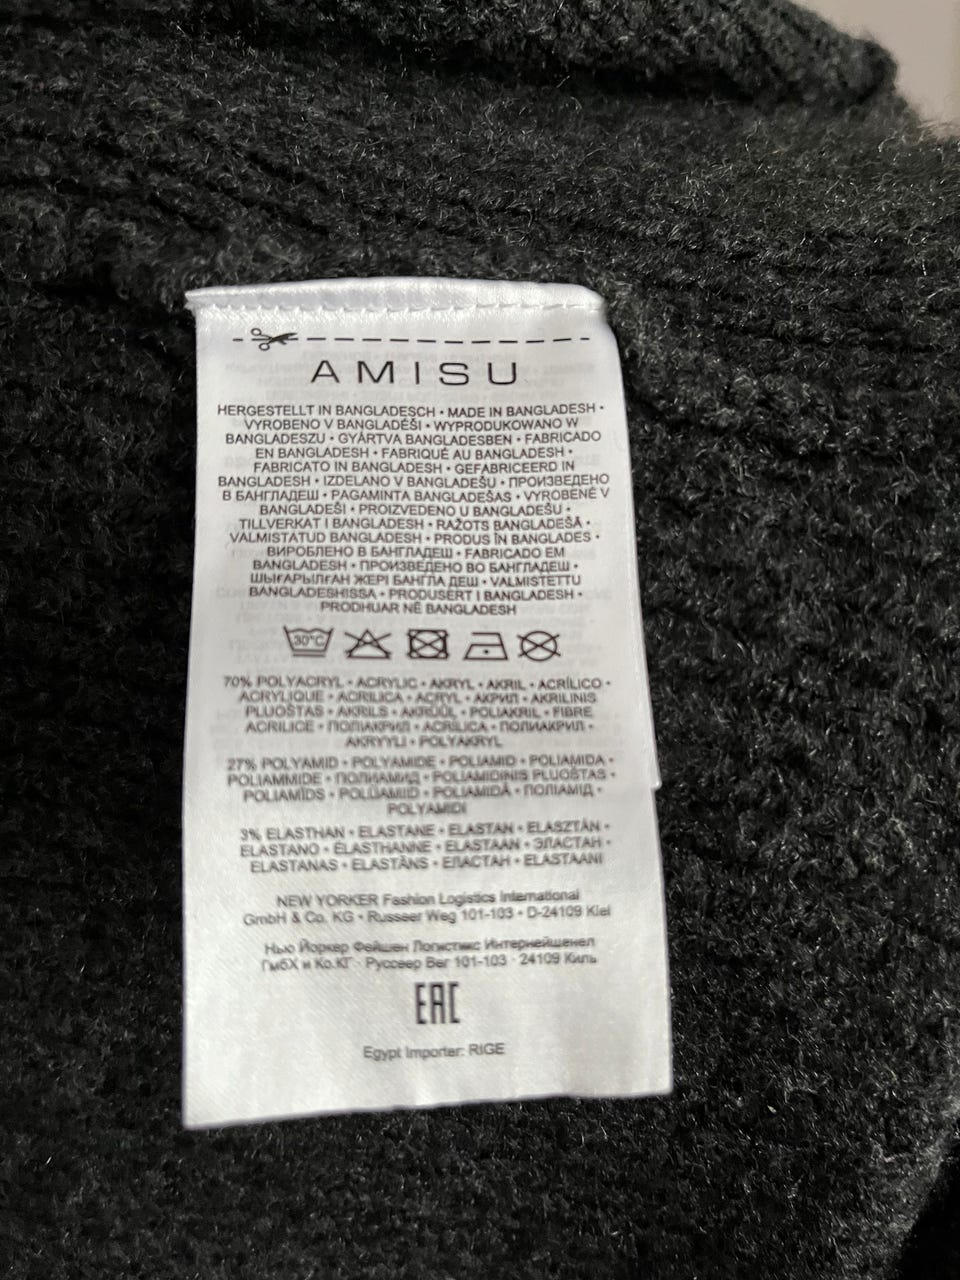 AMISU
HERGESTELLT IN BANGLADESCH • MADE IN BANGLADESH •
VYROBENO V BANGLADÉŠI • WYPRODUKOWANO W
BANGLADESZU • GYÁRTVA BANGLADESBEN • FABRICADO
EN BANGLADESH • FABRIQUÉ AU BANGLADESH •
FABRICATO IN BANGLADESH • GEFABRICEERD IN
BANGLADESH • IZDELANO V BANGLADEŠU • ПРОИЗВЕДЕНО
В БАНГЛАДЕШ • PAGAMINTA BANGLADEŠAS • VYROBENÉ V
BANGLADÉŠI • PROIZVEDENO U BANGLADEŠU •
TILLVERKAT I BANGLADESH • RAŽOTS BANGLADEŠĀ •
VALMISTATUD BANGLADESH • PRODUS ÎN BANGLADES •
ВИРОБЛЕНО В БАНГЛАДЕШ • FABRICADO EM
BANGLADESH • ПРОИЗВЕДЕНО ВО БАНГЛАДЕШ •
ШЫҒАРЫЛҒАН ЖЕРІ БАНГЛА ДЕШ • VALMISTETTU
BANGLADESHISSA • PRODUSERT I BANGLADESH •
PRODHUAR NË BANGLADESH
30°C
70% POLYACRYL • ACRYLIC • AKRYL • AKRIL • ACRÍLICO •
ACRYLIQUE • ACRILICA • ACRYL • АКРИЛ • AKRILINIS
PLUOŠTAS • AKRILS • AKRÜÜL • POLIAKRIL • FIBRE
ACRILICE • ПОЛІАКРИЛ • ACRÍLICA • ПОЛИАКРИЛ •
AKRYYLI • POLYAKRYL
27% POLYAMID • POLYAMIDE • POLIAMID • POLIAMIDA •
POLIAMMIDE • ПОЛИАМИД • POLIAMIDINIS PLUOŠTAS •
POLIAMĪDS • POLÜAMIID • POLIAMIDĂ • ПОЛІАМІД •
POLYAMIDI
3% ELASTHAN • ELASTANE • ELASTAN • ELASZTÁN •
ELASTANO • ÉLASTHANNE • ELASTAAN • ЭЛАСТАН •
ELASTANAS • ELASTĀNS • ЕЛАСТАН • ELASTAANI
NEW YORKER Fashion Logistics International
GmbH & Co. KG • Russeer Weg 101-103 • D-24109 Kiel
Нью Йоркер Фейшен Логистикс Интернейшенел
ГмбХ и Ко.КГ · Руссеер Вег 101-103 · 24109 Киль
EAC
Egypt Importer: RIGE